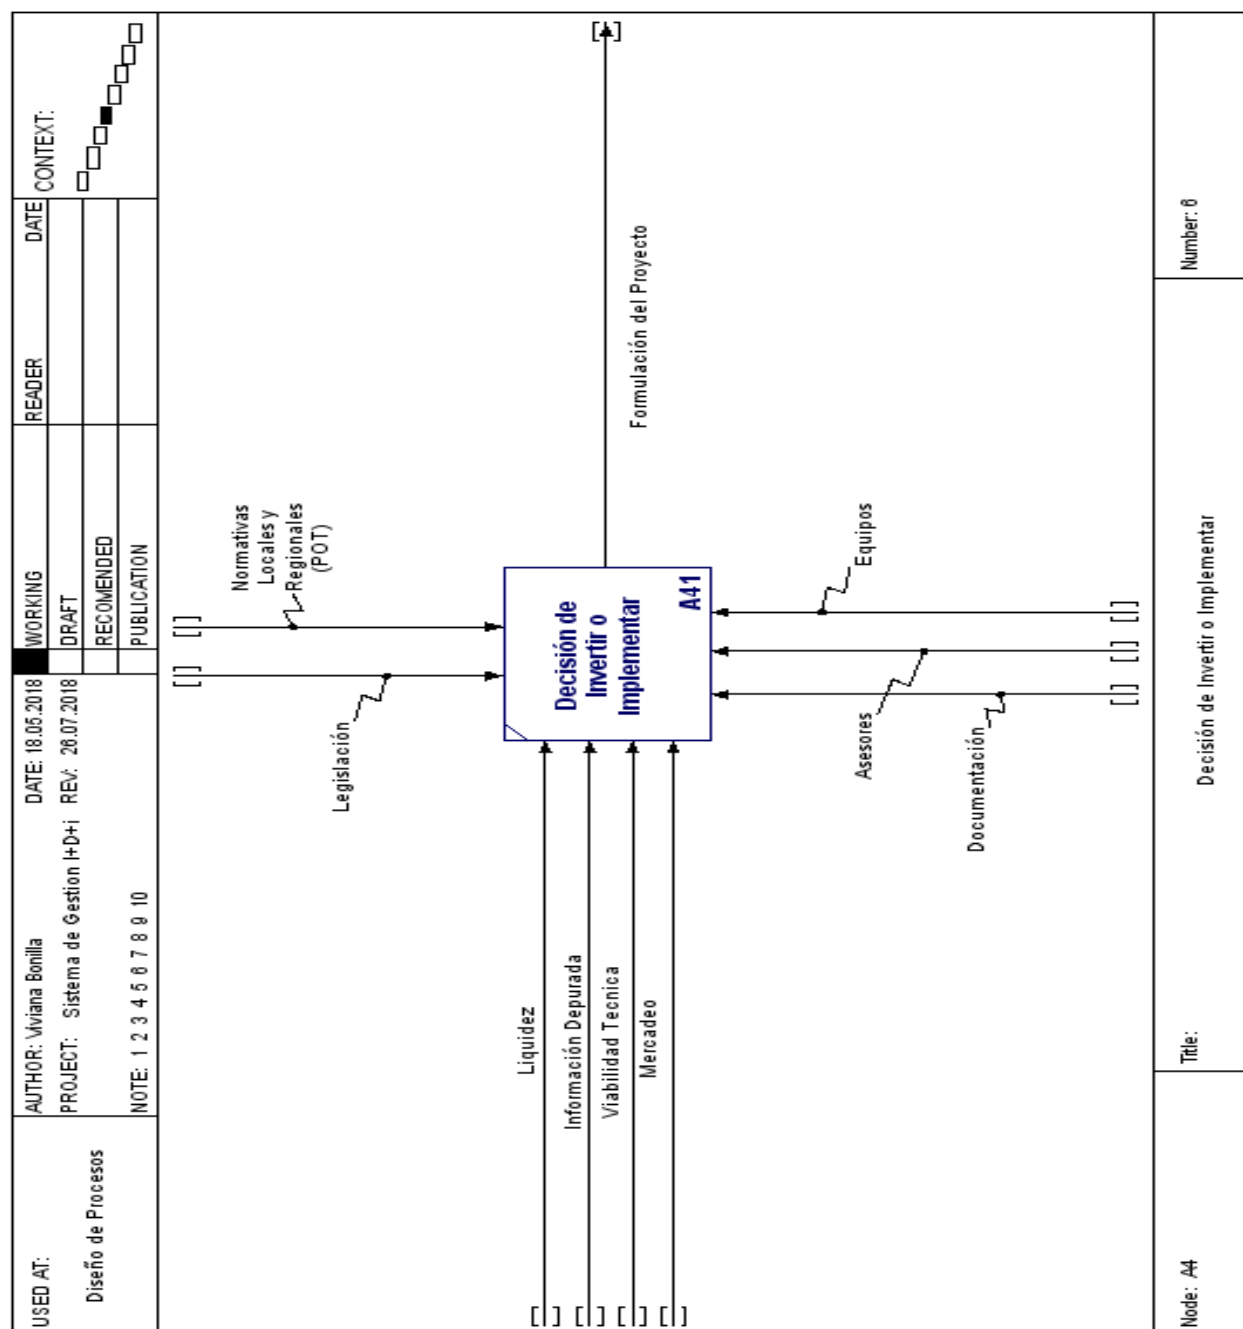 USED AT:
Diseño de Procesos
AUTHOR: Viviana Bonilla
DATE: 18.05.2018
PROJECT: Sistema de Gestion I+D+i
REV: 26.07.2018
NOTE: 1 2 3 4 5 6 7 8 9 10
WORKING
DRAFT
RECOMENDED
PUBLICATION
READER
DATE
CONTEXT:
Legislación
Normativas
Locales y
Regionales
(POT)
Liquidez
Información Depurada
Viabilidad Tecnica
Mercadeo
Decisión de
Invertir o
Implementar
A41
Formulación del Proyecto
Documentación
Asesores
Equipos
Node: A4
Title:
Decisión de Invertir o Implementar
Number: 6